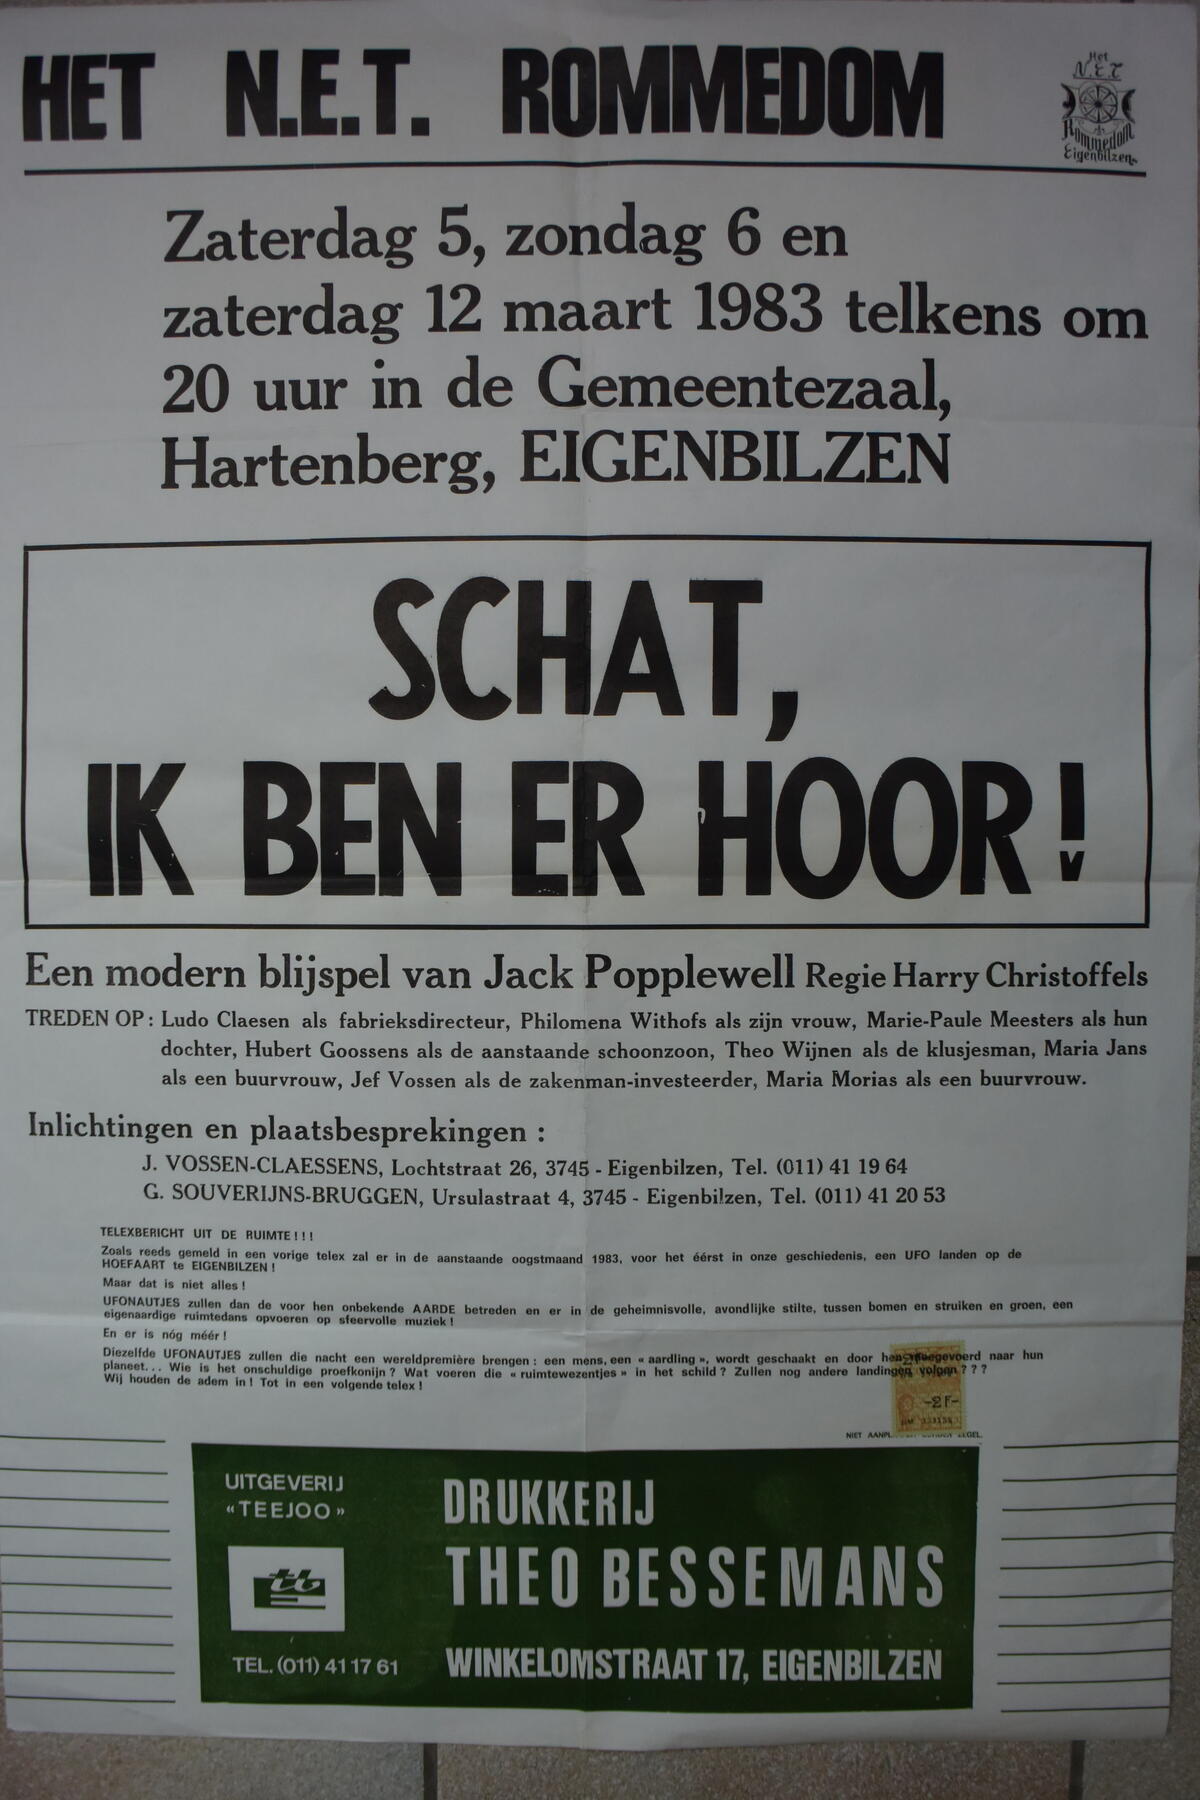 HET N.E.T. ROMMEDOM
Het
N.E.T
Rommedom
Eigenbilzen
Zaterdag 5, zondag 6 en
zaterdag 12 maart 1983 telkens om
20 uur in de Gemeentezaal,
Hartenberg, EIGENBILZEN
SCHAT,
IK BEN ER HOOR!
Een modern blijspel van Jack Popplewell Regie Harry Christoffels
TREDEN OP: Ludo Claesen als fabrieksdirecteur, Philomena Withofs als zijn vrouw, Marie-Paule Meesters als hun
dochter, Hubert Goossens als de aanstaande schoonzoon, Theo Wijnen als de klusjesman, Maria Jans
als een buurvrouw, Jef Vossen als de zakenman-investeerder, Maria Morias als een buurvrouw.
Inlichtingen en plaatsbesprekingen :
J. VOSSEN-CLAESSENS, Lochtstraat 26, 3745 - Eigenbilzen, Tel. (011) 41 19 64
G. SOUVERIJNS-BRUGGEN, Ursulastraat 4, 3745 - Eigenbilzen, Tel. (011) 41 20 53
TELEXBERICHT UIT DE RUIMTE!!!
Zoals reeds gemeld in een vorige telex zal er in de aanstaande oogstmaand 1983, voor het éérst in onze geschiedenis, een UFO landen op de
HOEFAART te EIGENBILZEN!
Maar dat is niet alles!
UFONAUTJES zullen dan de voor hen onbekende AARDE betreden en er in de geheimnisvolle, avondlijke stilte, tussen bomen en struiken en groen, een
eigenaardige ruimtedans opvoeren op sfeervolle muziek!
En er is nóg méér!
Diezelfde UFONAUTJES zullen die nacht een wereldpremière brengen: een mens, een « aardling », wordt geschaakt en door hen meegevoerd naar hun
planeet... Wie is het onschuldige proefkonijn? Wat voeren die « ruimtewezentjes » in het schild? Zullen nog andere landingen volgen???
Wij houden de adem in! Tot in een volgende telex!
-2F-
NIET ZEGEL.
UITGEVERIJ
«TEEJOO»
tb
TEL. (011) 41 17 61
DRUKKERIJ
THEO BESSEMANS
WINKELOMSTRAAT 17, EIGENBILZEN